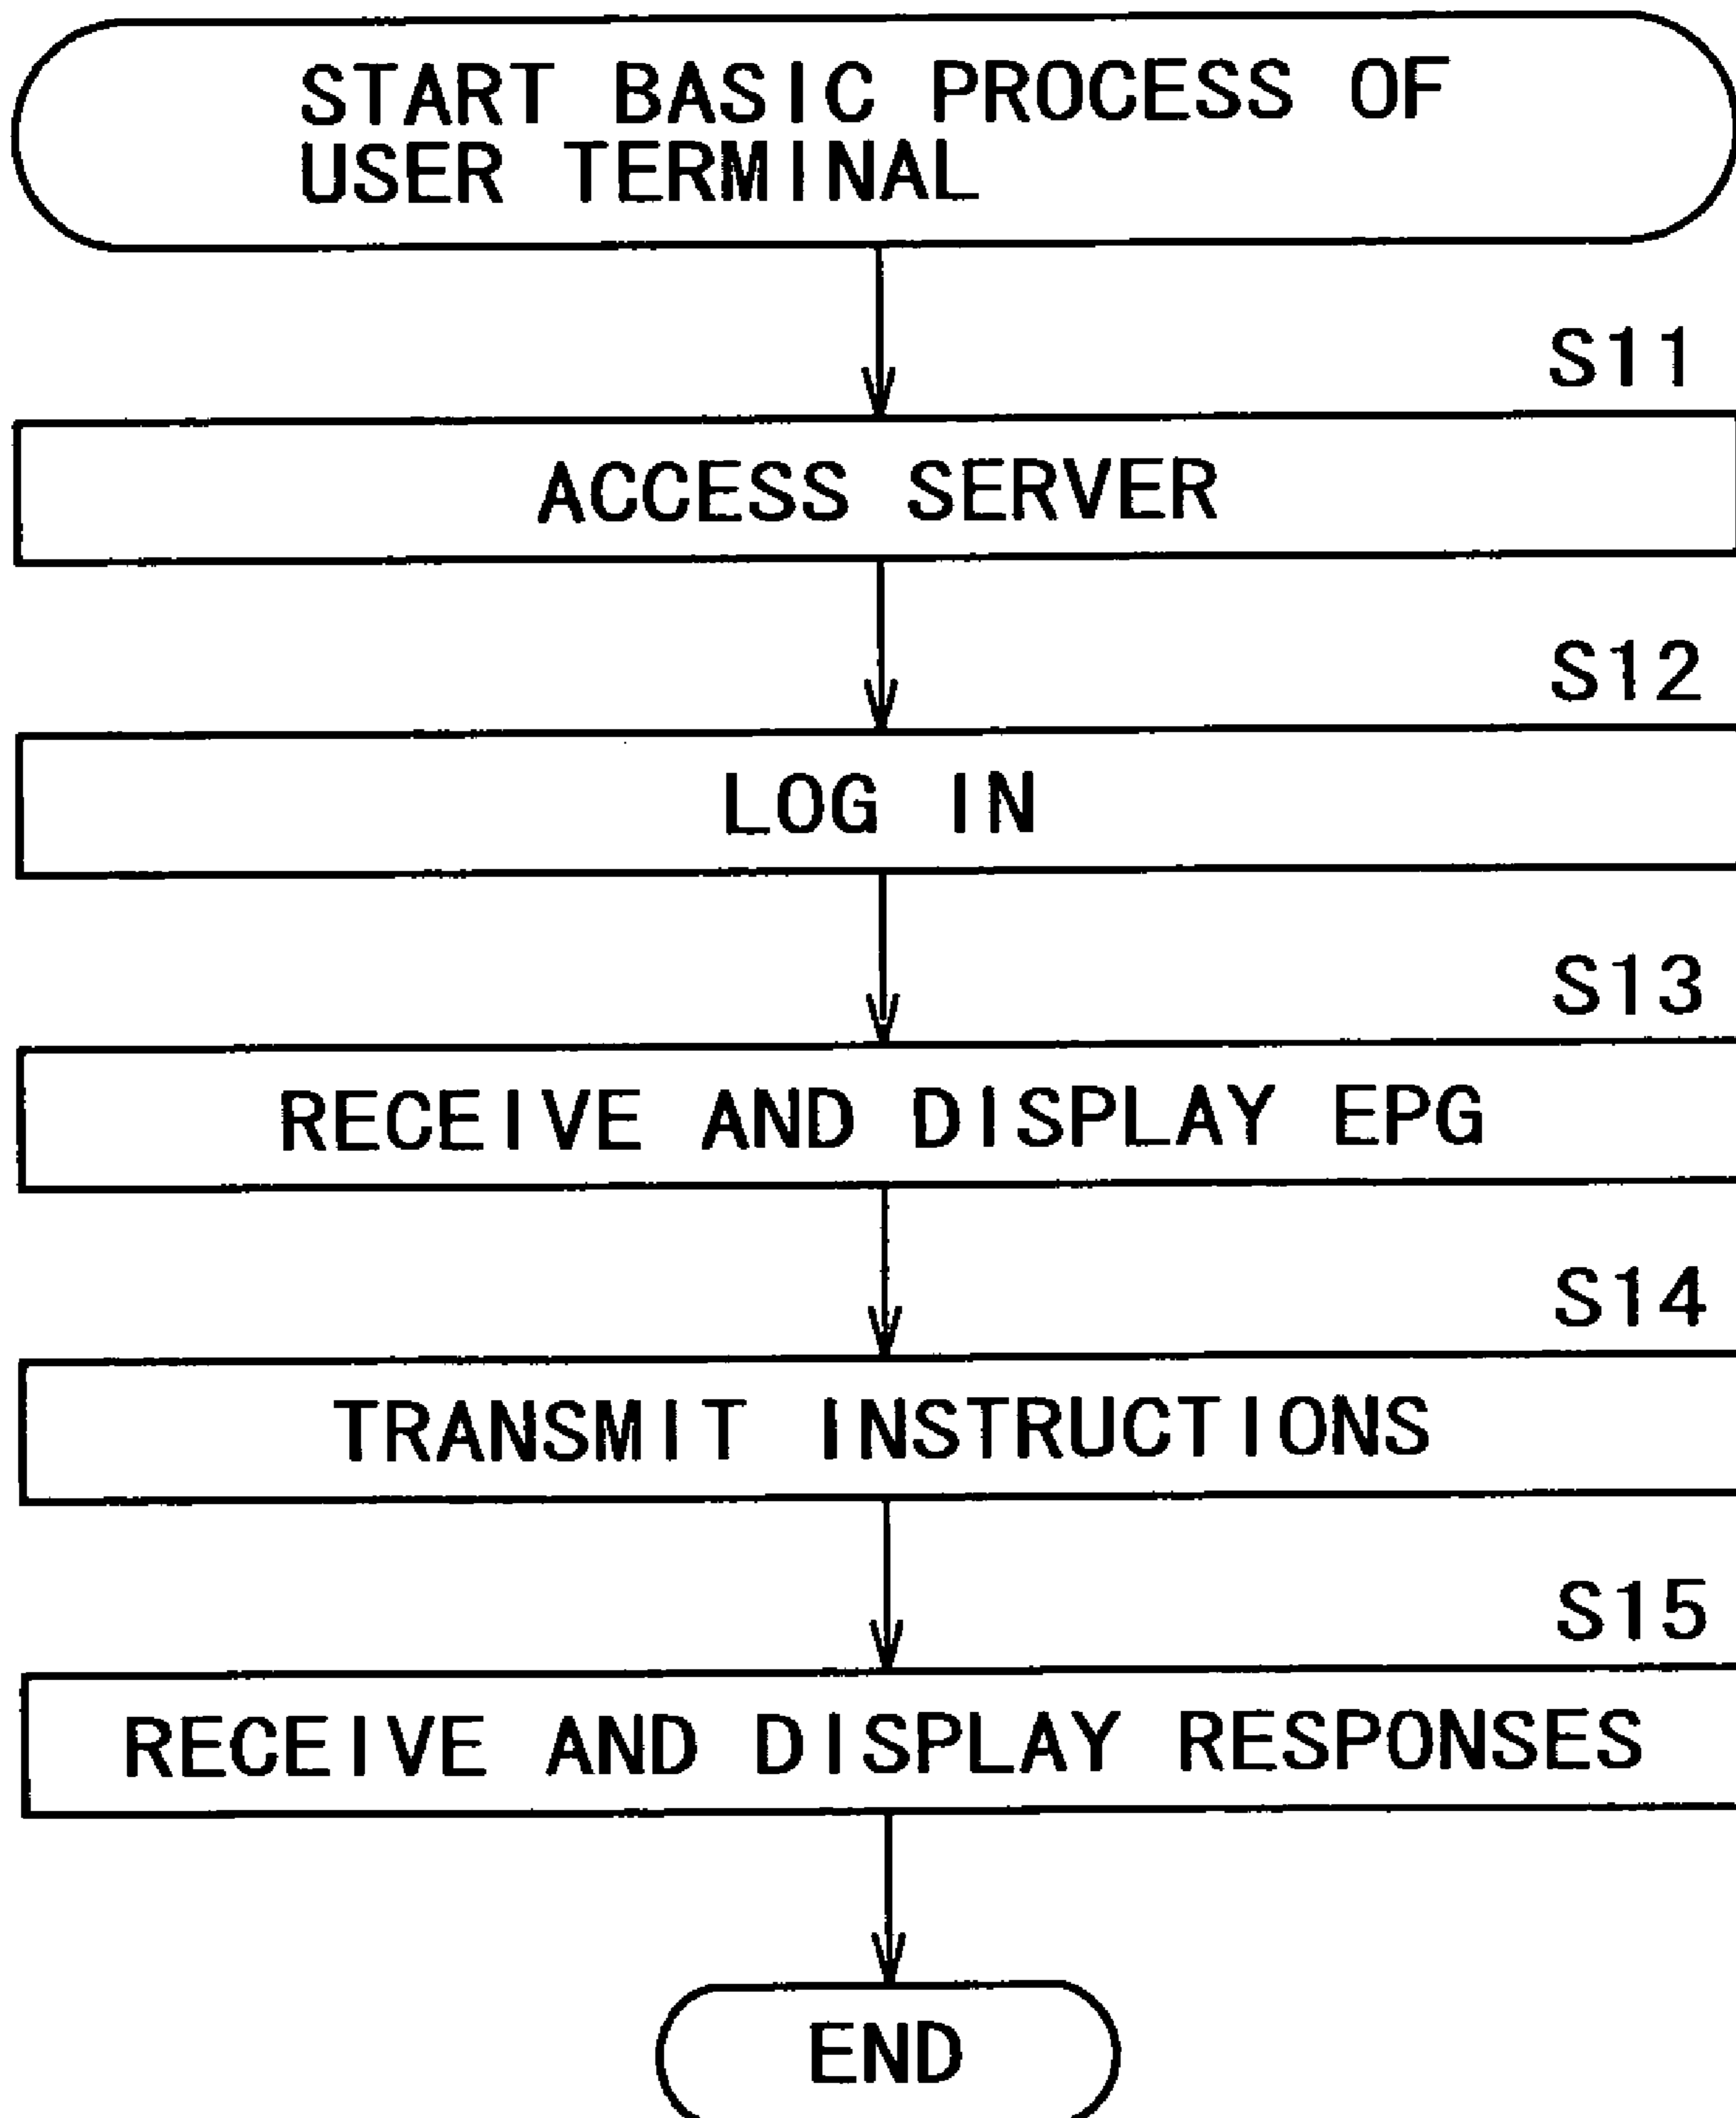 START BASIC PROCESS OF
USER TERMINAL
S11
ACCESS SERVER
S12
LOG IN
S13
RECEIVE AND DISPLAY EPG
S14
TRANSMIT INSTRUCTIONS
S15
RECEIVE AND DISPLAY RESPONSES
END